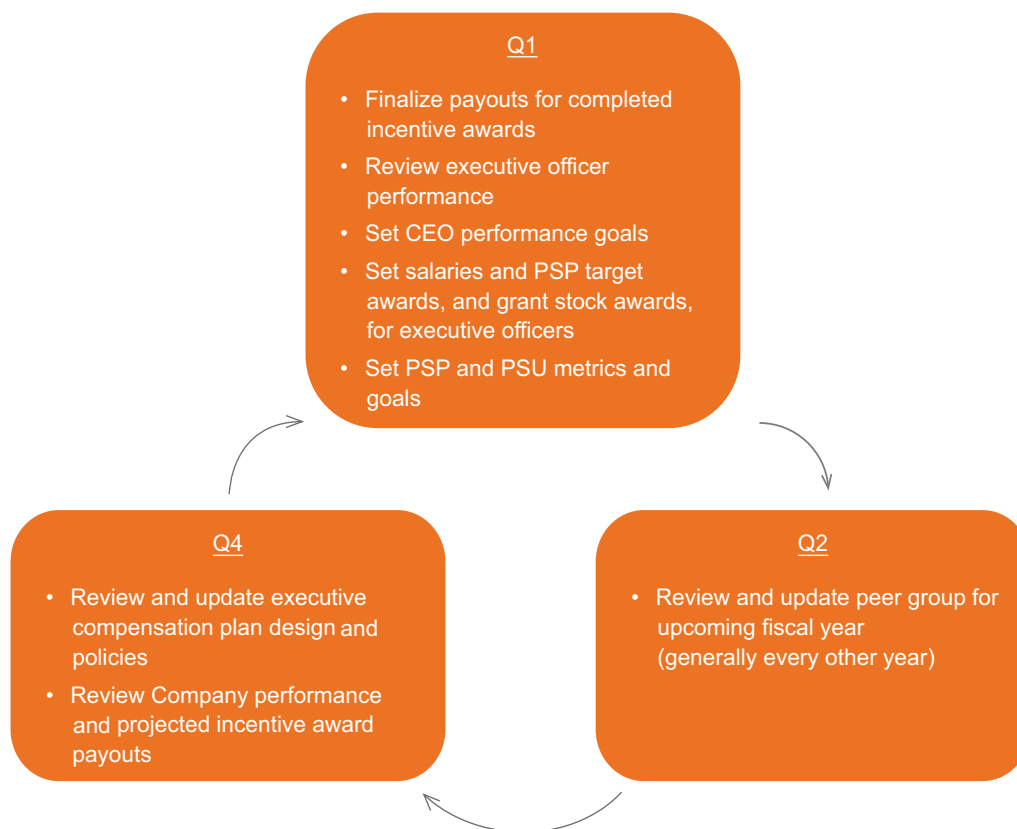 Q1
• Finalize payouts for completed
incentive awards
• Review executive officer
performance
• Set CEO performance goals
• Set salaries and PSP target
awards, and grant stock awards,
for executive officers
• Set PSP and PSU metrics and
goals
Q4
• Review and update executive
compensation plan design and
policies
• Review Company performance
and projected incentive award
payouts
Q2
• Review and update peer group for
upcoming fiscal year
(generally every other year)